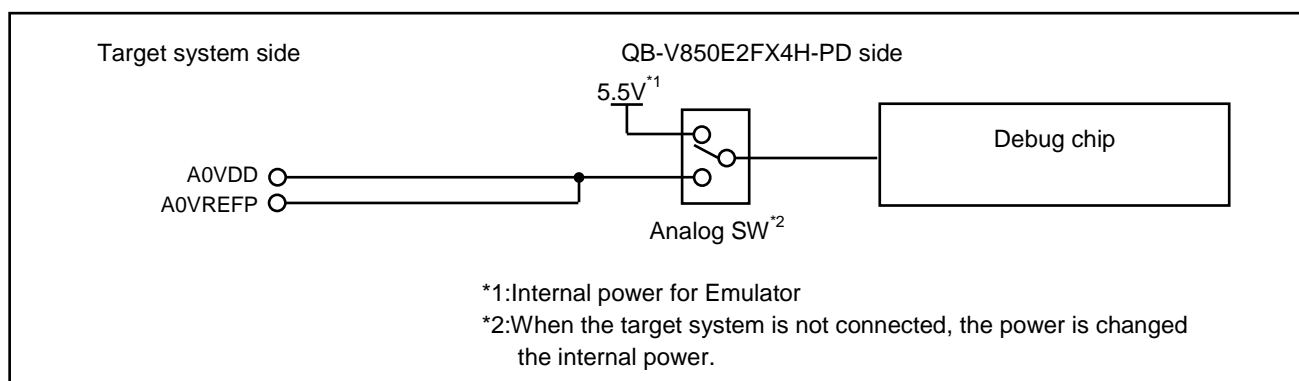 Target system side
QB-V850E2FX4H-PD side
5.5V*1
Debug chip
A0VDD
A0VREFP
Analog SW*2
*1:Internal power for Emulator
*2:When the target system is not connected, the power is changed
the internal power.